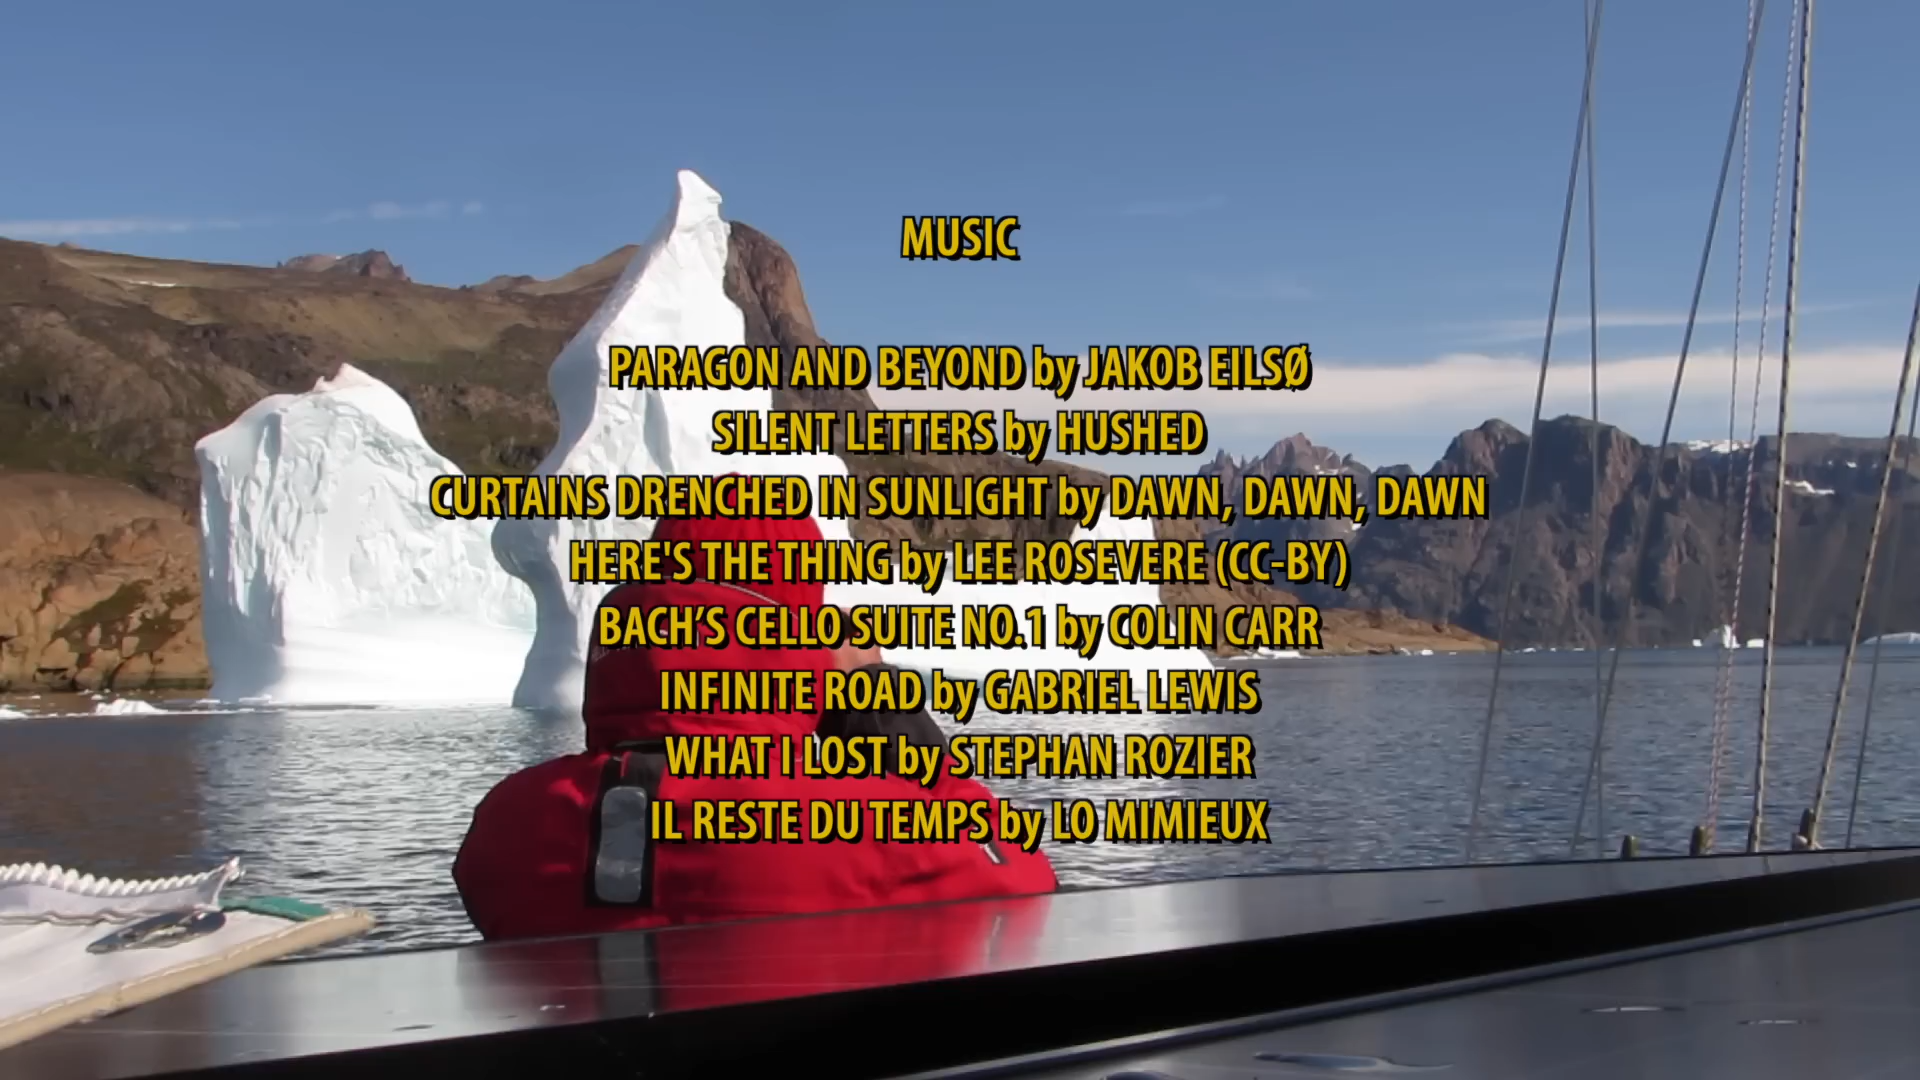 MUSIC
PARAGON AND BEYOND by JAKOB EILSØ
SILENT LETTERS by HUSHED
CURTAINS DRENCHED IN SUNLIGHT by DAWN, DAWN, DAWN
HERE'S THE THING by LEE ROSEVERE (CC-BY)
BACH’S CELLO SUITE NO.1 by COLIN CARR
INFINITE ROAD by GABRIEL LEWIS
WHAT I LOST by STEPHAN ROZIER
IL RESTE DU TEMPS by LO MIMIEUX